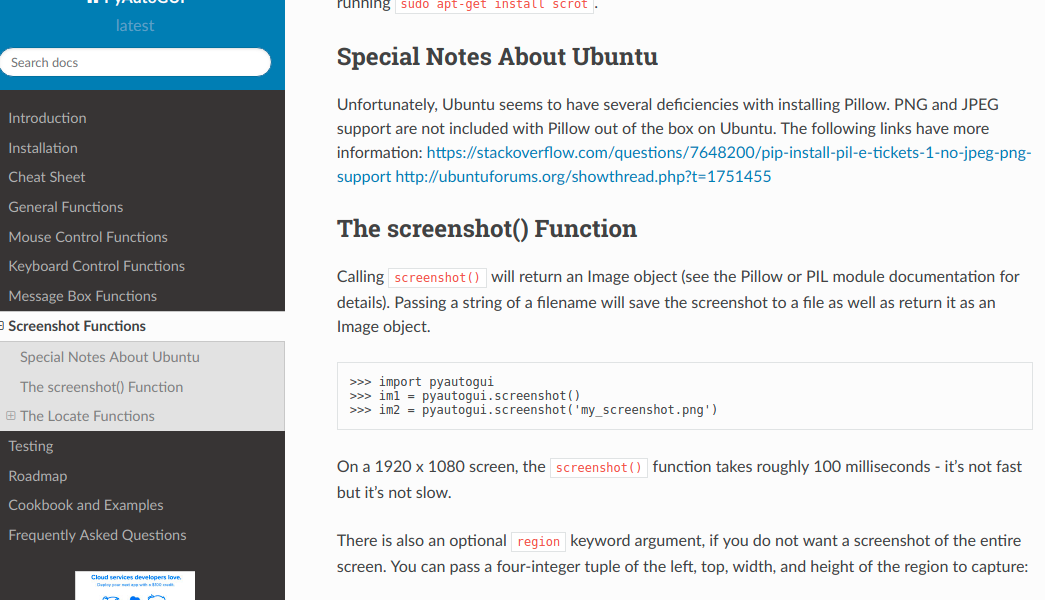 PyAutoGUI
latest
Search docs
Introduction
Installation
Cheat Sheet
General Functions
Mouse Control Functions
Keyboard Control Functions
Message Box Functions
Screenshot Functions
Special Notes About Ubuntu
The screenshot() Function
The Locate Functions
Testing
Roadmap
Cookbook and Examples
Frequently Asked Questions
Cloud services developers love.
Deploy your next app with a $100 credit.
running sudo apt-get install scrot.
Special Notes About Ubuntu
Unfortunately, Ubuntu seems to have several deficiencies with installing Pillow. PNG and JPEG
support are not included with Pillow out of the box on Ubuntu. The following links have more
information: https://stackoverflow.com/questions/7648200/pip-install-pil-e-tickets-1-no-jpeg-png-
support http://ubuntuforums.org/showthread.php?t=1751455
The screenshot() Function
Calling screenshot() will return an Image object (see the Pillow or PIL module documentation for
details). Passing a string of a filename will save the screenshot to a file as well as return it as an
Image object.
>>> import pyautogui
>>> im1 = pyautogui.screenshot()
>>> im2 = pyautogui.screenshot('my_screenshot.png')
On a 1920 x 1080 screen, the screenshot() function takes roughly 100 milliseconds - it’s not fast
but it’s not slow.
There is also an optional region keyword argument, if you do not want a screenshot of the entire
screen. You can pass a four-integer tuple of the left, top, width, and height of the region to capture: